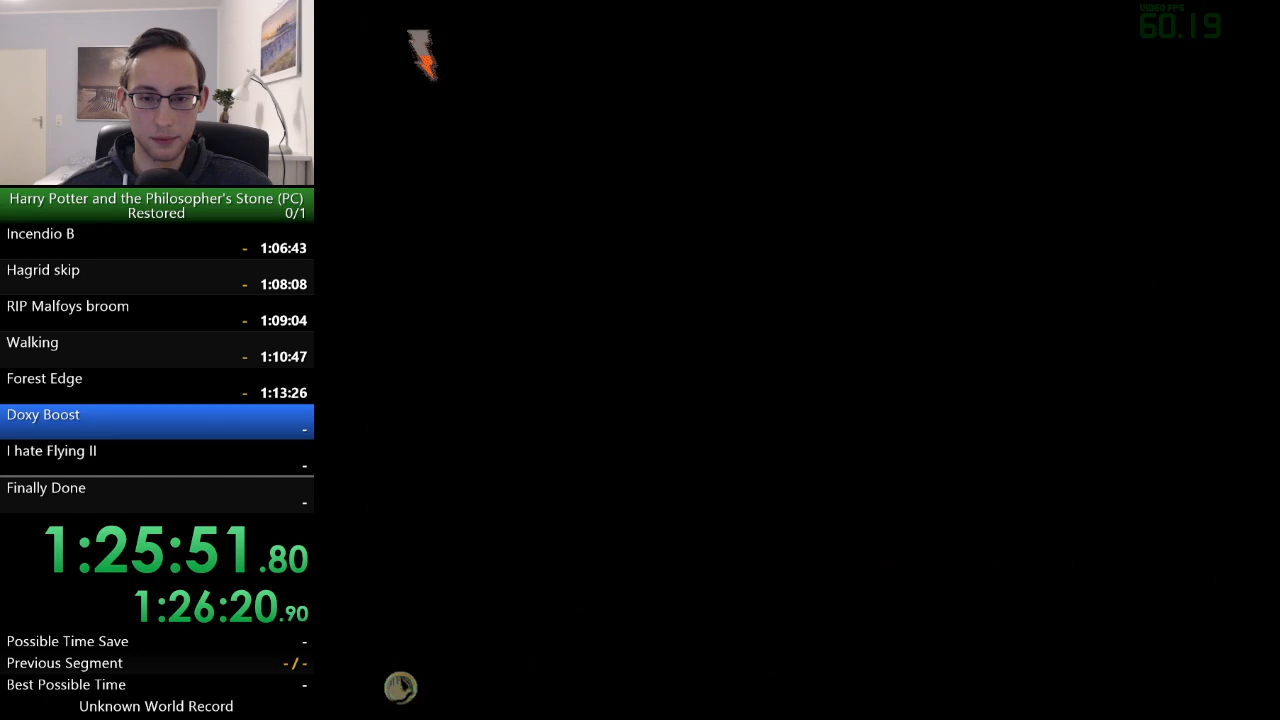 VIDEO FPS
60.19
Harry Potter and the Philosopher's Stone (PC)
Restored 0/1
Incendio B
- 1:06:43
Hagrid skip
- 1:08:08
RIP Malfoys broom
- 1:09:04
Walking
- 1:10:47
Forest Edge
- 1:13:26
Doxy Boost
-
I hate Flying II
-
Finally Done
-
1:25:51.80
1:26:20.90
Possible Time Save -
Previous Segment - / -
Best Possible Time -
Unknown World Record